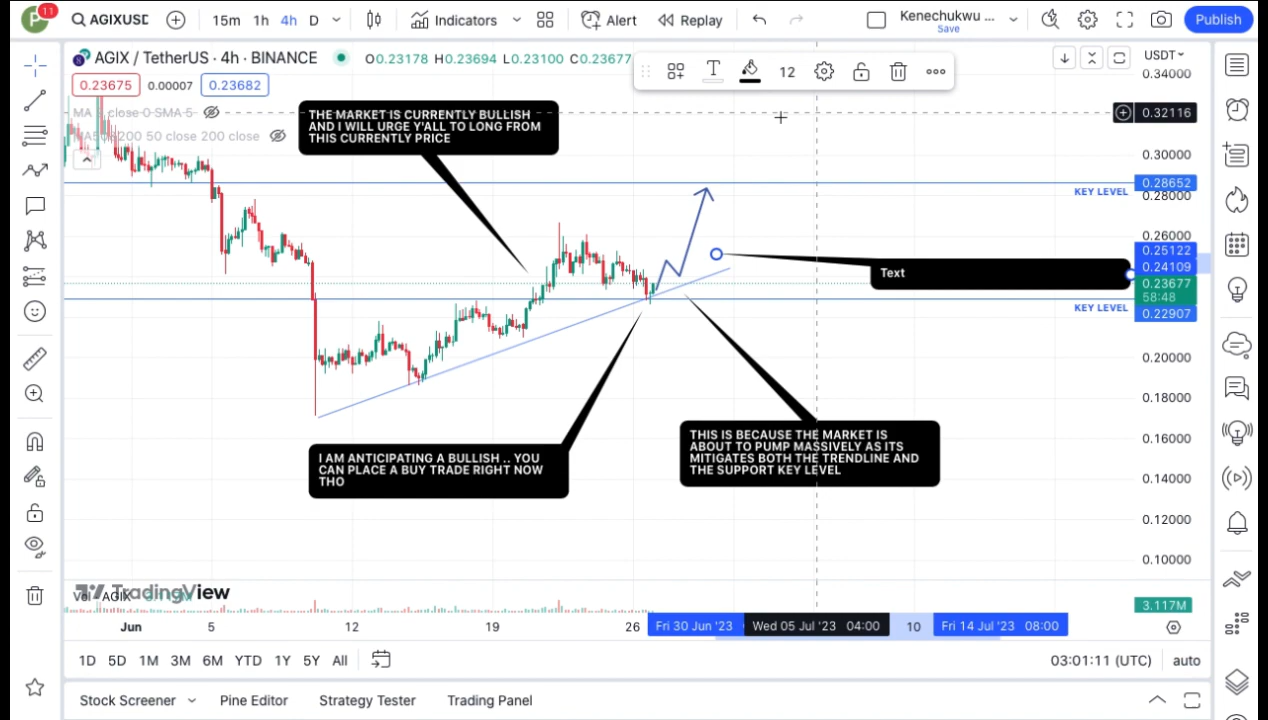 P
11
AGIXUSD
15m 1h 4h D
Indicators
Alert
Replay
Kenechukwu ...
Save
Publish
AGIX / TetherUS · 4h · BINANCE
O0.23178 H0.23694 L0.23100 C0.23677
12
USDT
0.23675 0.00007 0.23682
close 0 SMA 5
200 50 close 200 close
THE MARKET IS CURRENTLY BULLISH
AND I WILL URGE Y'ALL TO LONG FROM
THIS CURRENTLY PRICE
0.34000
0.32116
0.30000
0.28652
KEY LEVEL
0.28000
0.26000
0.25122
0.24109
Text
0.23677
58:48
KEY LEVEL
0.22907
0.20000
0.18000
0.16000
0.14000
0.12000
0.10000
I AM ANTICIPATING A BULLISH .. YOU
CAN PLACE A BUY TRADE RIGHT NOW
THO
THIS IS BECAUSE THE MARKET IS
ABOUT TO PUMP MASSIVELY AS ITS
MITIGATES BOTH THE TRENDLINE AND
THE SUPPORT KEY LEVEL
TradingView
3.117M
Jun 5 12 19 26 Fri 30 Jun '23 Wed 05 Jul '23 04:00 10 Fri 14 Jul '23 08:00
1D 5D 1M 3M 6M YTD 1Y 5Y All
03:01:11 (UTC) auto
Stock Screener Pine Editor Strategy Tester Trading Panel